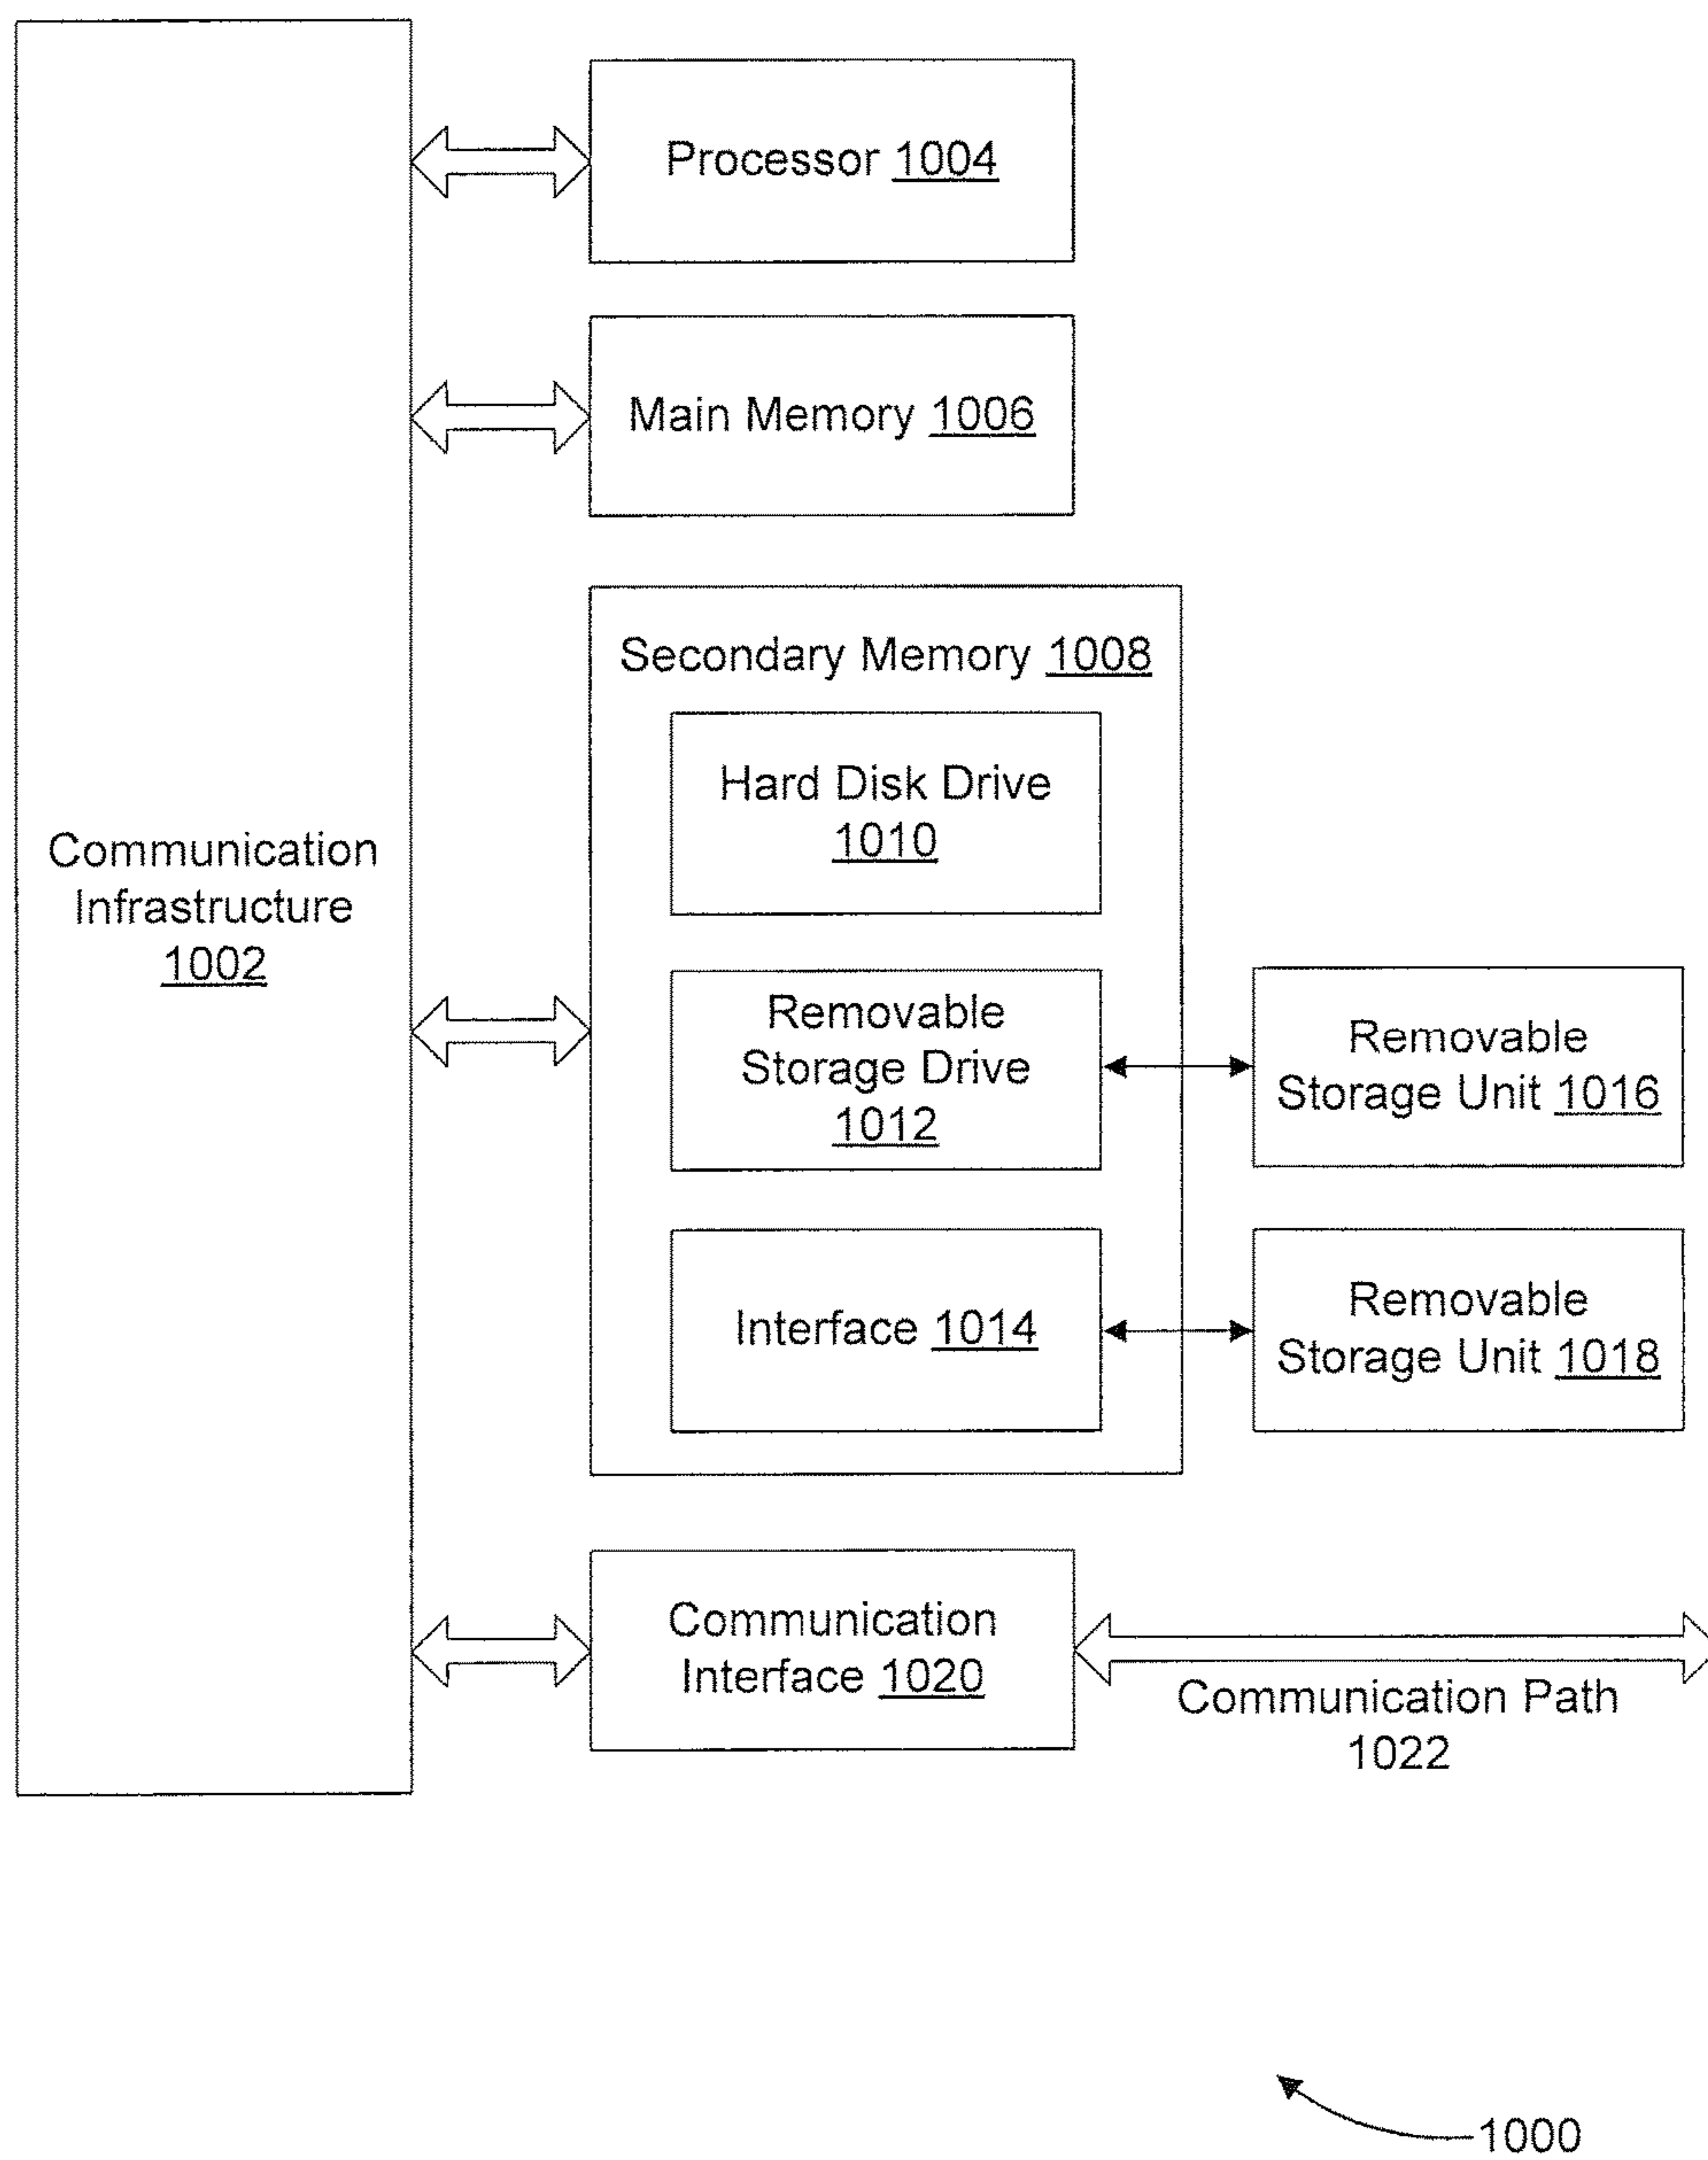 Processor 1004
Main Memory 1006
Secondary Memory 1008
Hard Disk Drive
1010
Communication
Infrastructure
1002
Removable
Storage Drive
1012
Removable
Storage Unit 1016
Interface 1014
Removable
Storage Unit 1018
Communication
Interface 1020
Communication Path
1022
1000